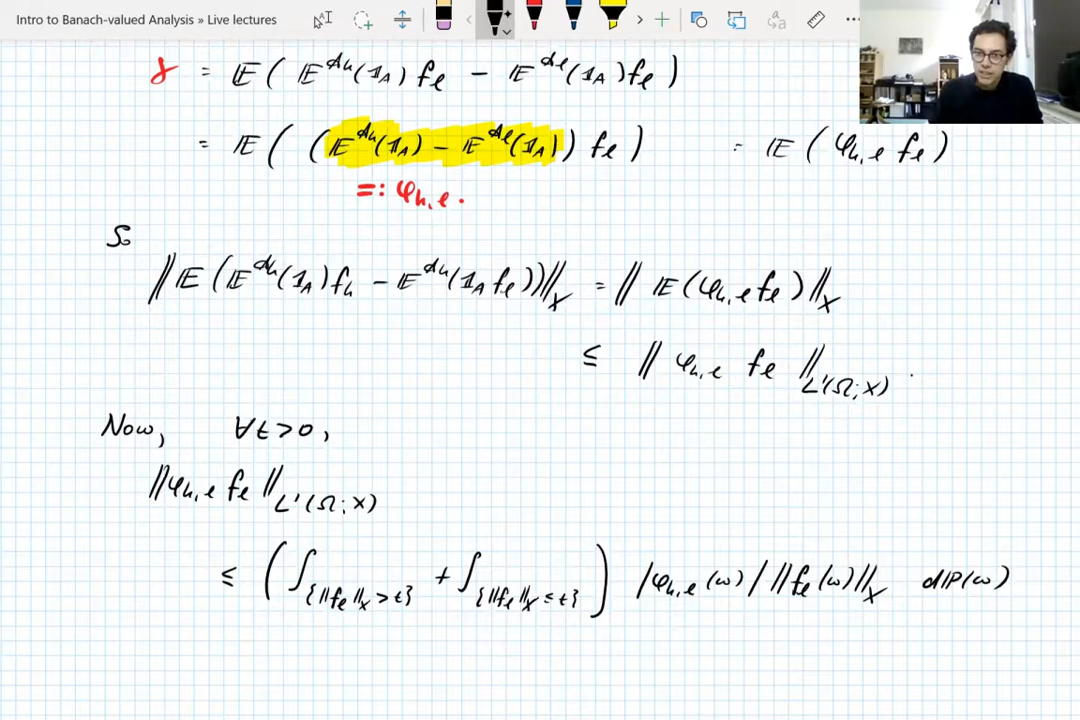 Intro to Banach-valued Analysis » Live lectures
γ = 𝔼( 𝔼^{𝒜_k}(𝟙_A) f_ℓ − 𝔼^{𝒜_ℓ}(𝟙_A) f_ℓ )
= 𝔼( (𝔼^{𝒜_k}(𝟙_A) − 𝔼^{𝒜_ℓ}(𝟙_A)) f_ℓ ) = 𝔼(φ_{k,ℓ} f_ℓ)
=: φ_{k,ℓ}.
So
‖𝔼(𝔼^{𝒜_k}(𝟙_A) f_k − 𝔼^{𝒜_k}(𝟙_A f_ℓ))‖_X = ‖𝔼(φ_{k,ℓ} f_ℓ)‖_X
≤ ‖φ_{k,ℓ} f_ℓ‖_{L¹(Ω;X)}.
Now, ∀t>0,
‖φ_{k,ℓ} f_ℓ‖_{L¹(Ω;X)}
≤ ( ∫_{{‖f_ℓ‖_X > t}} + ∫_{{‖f_ℓ‖_X ≤ t}} ) |φ_{k,ℓ}(ω)| ‖f_ℓ(ω)‖_X dℙ(ω)